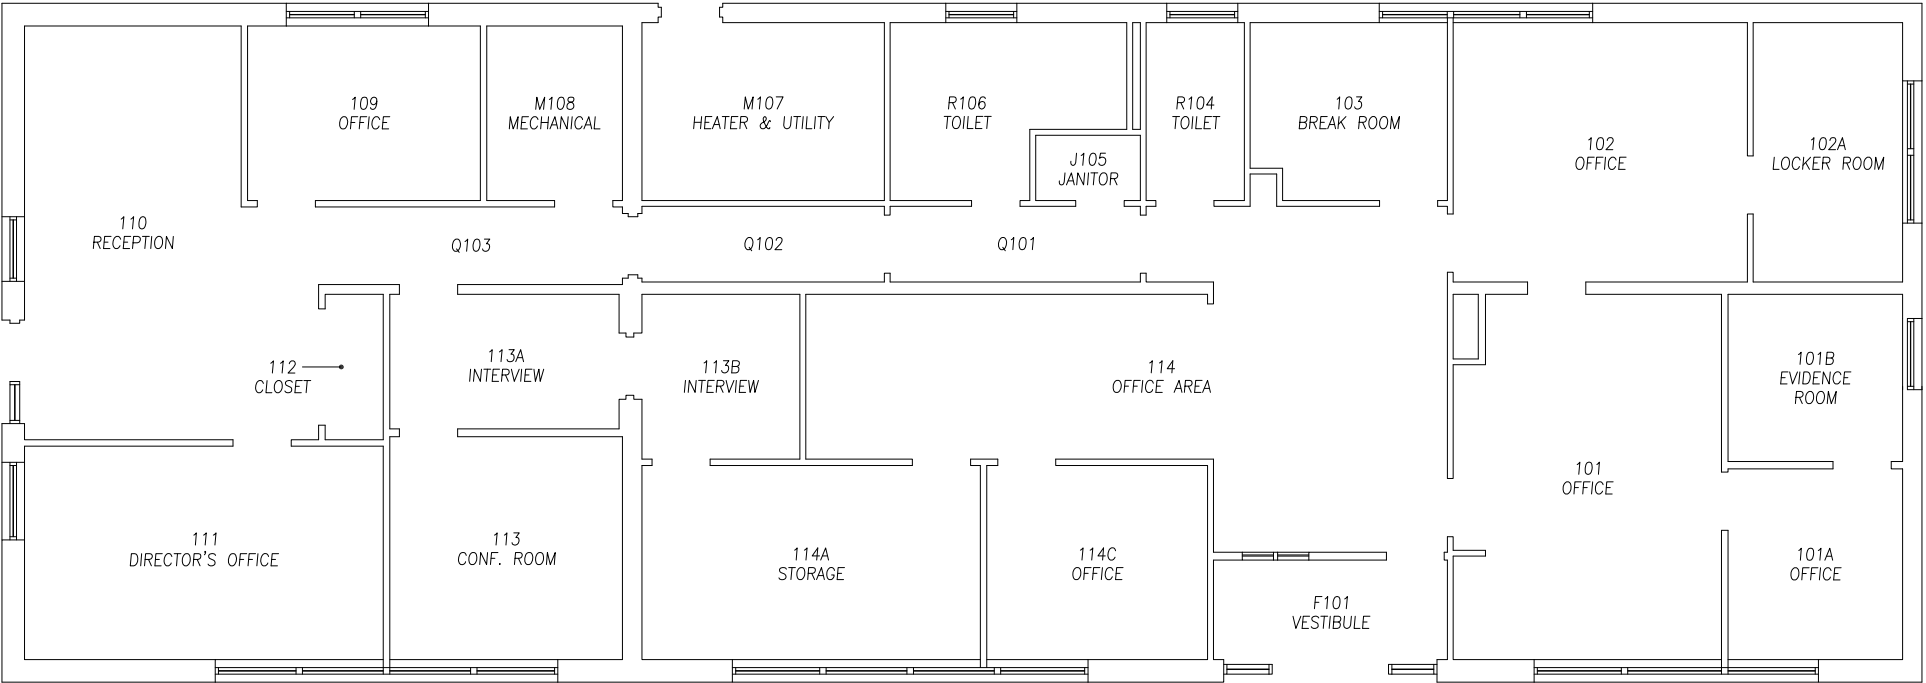 109
OFFICE
M108
MECHANICAL
M107
HEATER & UTILITY
R106
TOILET
R104
TOILET
103
BREAK ROOM
102
OFFICE
102A
LOCKER ROOM
J105
JANITOR
110
RECEPTION
Q103
Q102
Q101
112
CLOSET
113A
INTERVIEW
113B
INTERVIEW
114
OFFICE AREA
101B
EVIDENCE
ROOM
101
OFFICE
111
DIRECTOR'S OFFICE
113
CONF. ROOM
114A
STORAGE
114C
OFFICE
101A
OFFICE
F101
VESTIBULE